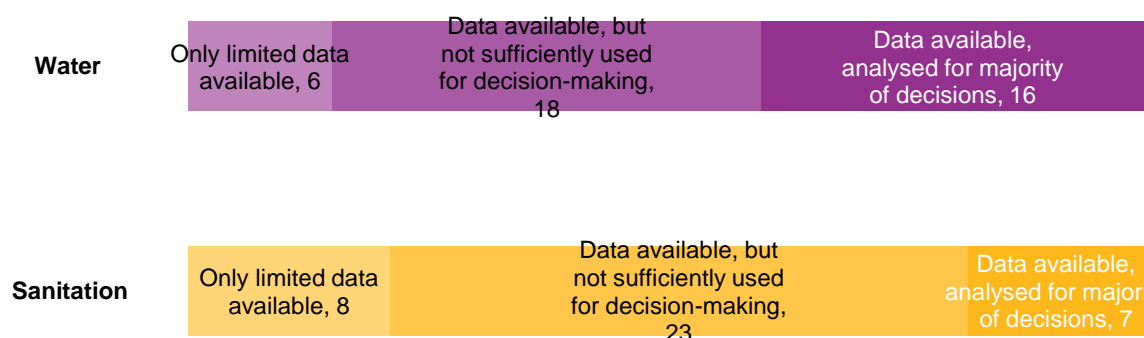 Water
Only limited data
available, 6
Data available, but
not sufficiently used
for decision-making,
18
Data available,
analysed for majority
of decisions, 16
Sanitation
Only limited data
available, 8
Data available, but
not sufficiently used
for decision-making,
23
Data available,
analysed for major
of decisions, 7